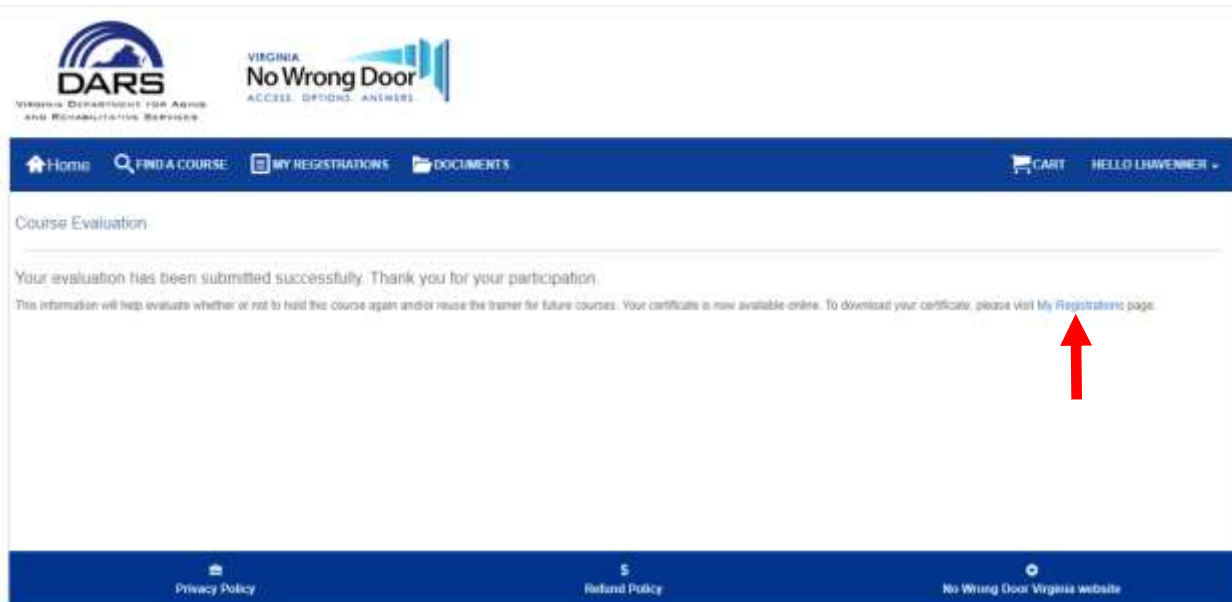 DARS
VIRGINIA DEPARTMENT FOR AGING
AND REHABILITATIVE SERVICES
VIRGINIA
No Wrong Door
ACCESS. OPTIONS. ANSWERS.
Home FIND A COURSE MY REGISTRATIONS DOCUMENTS CART HELLO LHAVENNER
Course Evaluation
Your evaluation has been submitted successfully. Thank you for your participation.
This information will help evaluate whether or not to hold this course again and/or reuse the trainer for future courses. Your certificate is now available online. To download your certificate, please visit My Registrations page.
Privacy Policy
$
Refund Policy
No Wrong Door Virginia website